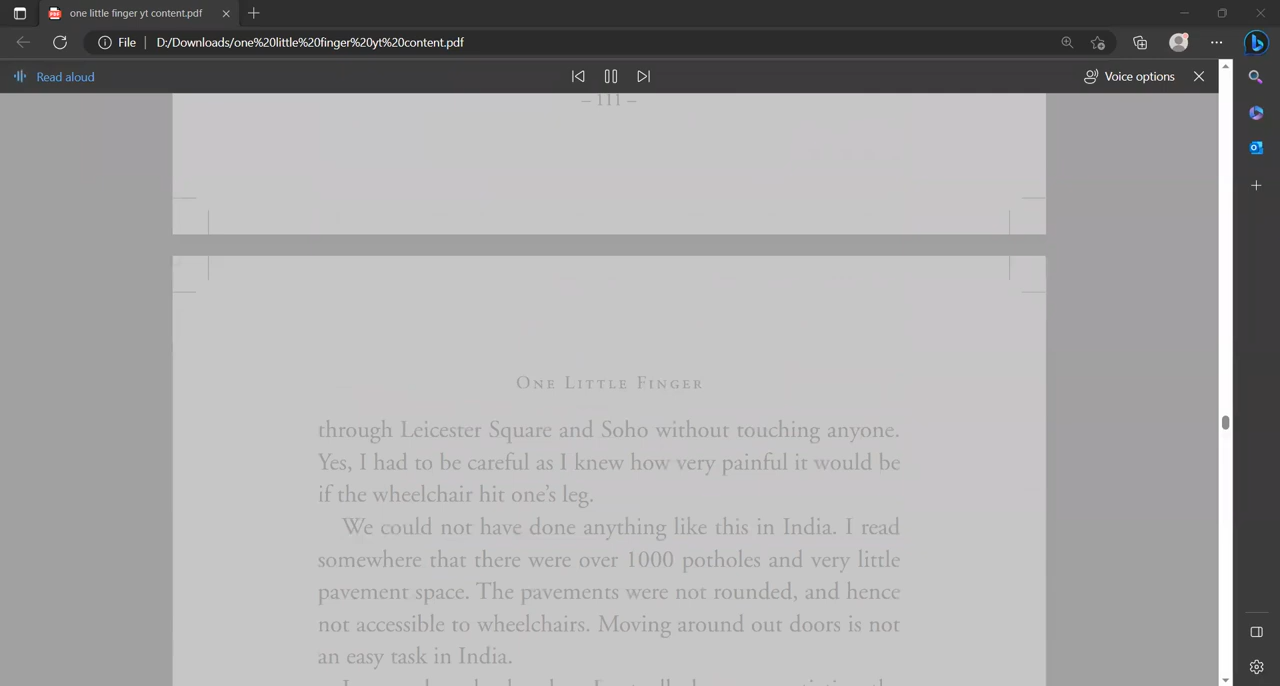 one little finger yt content.pdf
File
D:/Downloads/one%20little%20finger%20yt%20content.pdf
Read aloud
Voice options
– 111 –
One Little Finger
through Leicester Square and Soho without touching anyone.
Yes, I had to be careful as I knew how very painful it would be
if the wheelchair hit one's leg.
We could not have done anything like this in India. I read
somewhere that there were over 1000 potholes and very little
pavement space. The pavements were not rounded, and hence
not accessible to wheelchairs. Moving around out doors is not
an easy task in India.